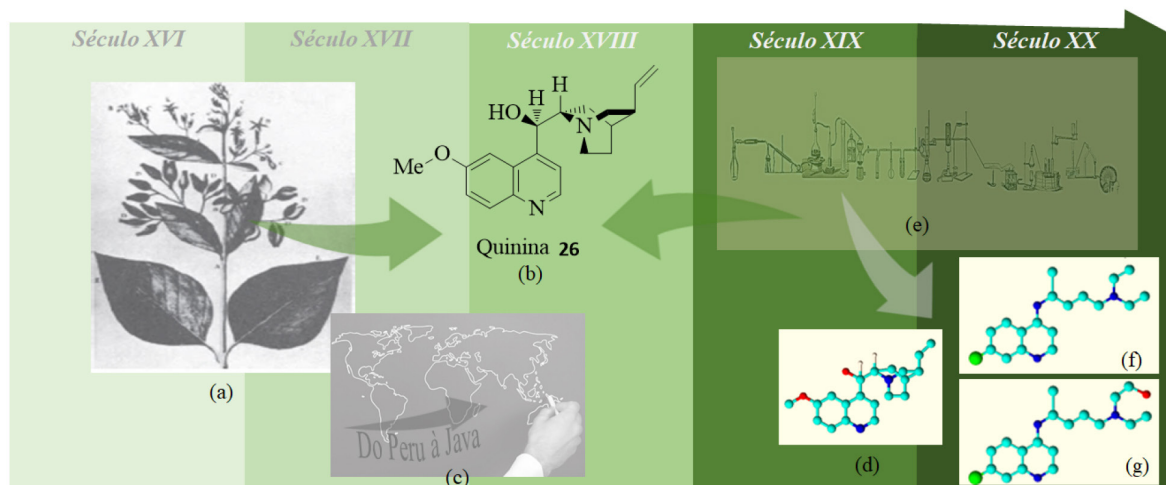 Século XVI
Século XVII
Século XVIII
Século XIX
Século XX
H
H
HO
N
Me
O
N
Quinina 26
(b)
(e)
(a)
Do Peru à Java
(c)
(d)
(f)
(g)